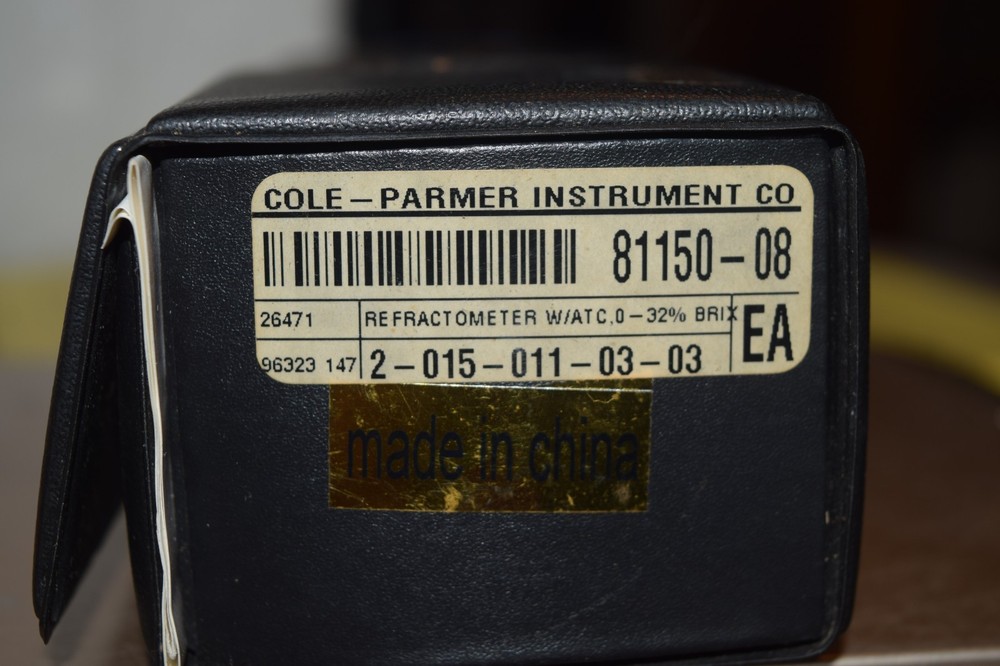 COLE - PARMER INSTRUMENT CO
81150 - 08
26471 REFRACTOMETER W/ATC,0 - 32% BRIX EA
96323 147 2 - 015 - 011 - 03 - 03
made in china